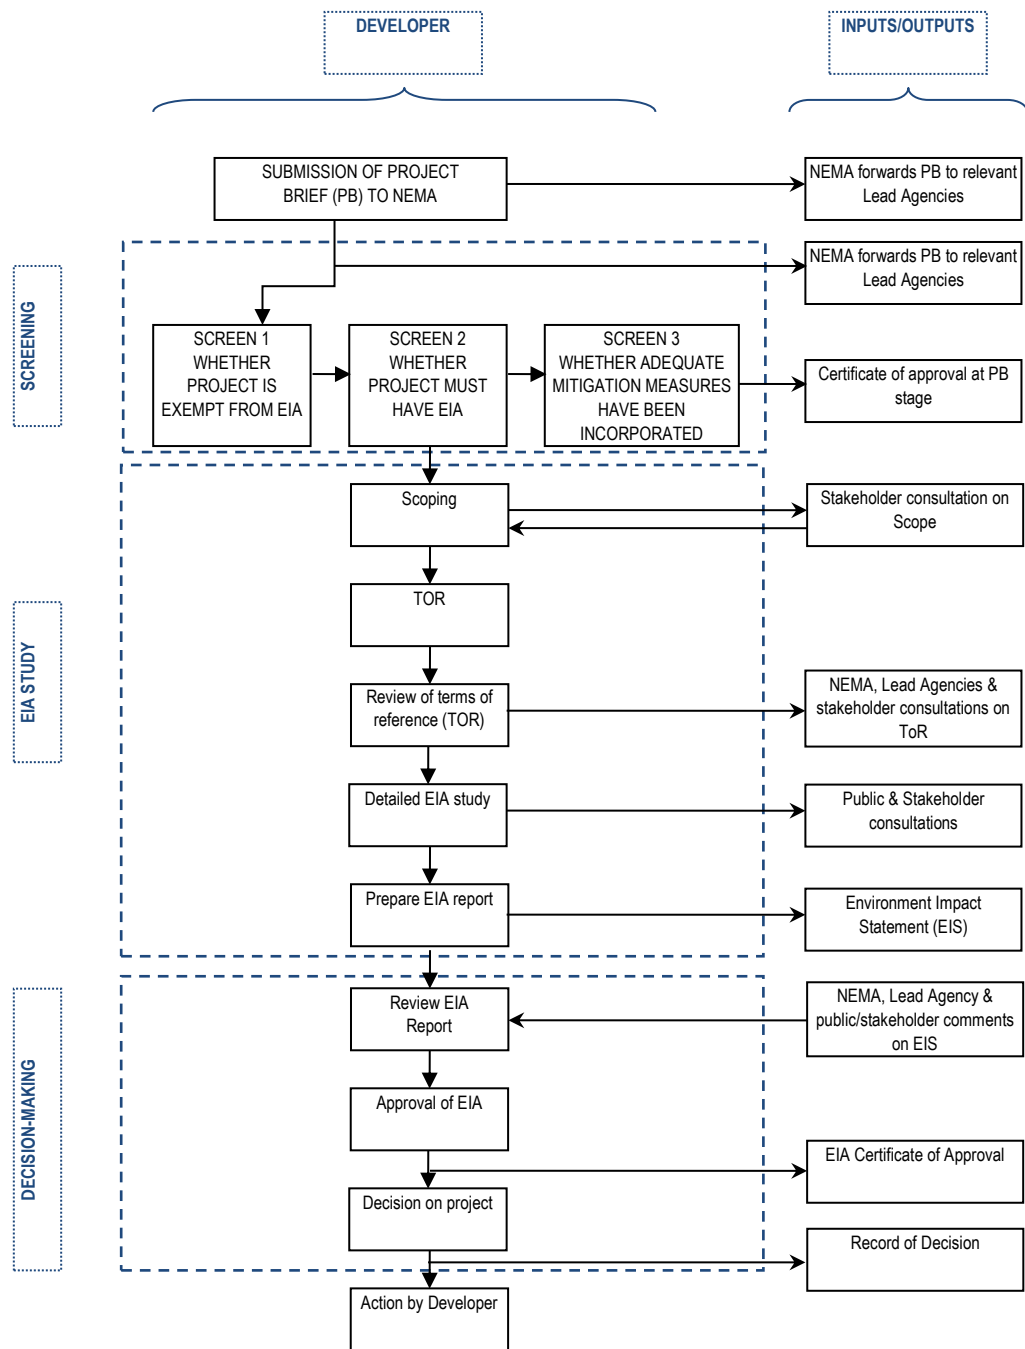 DEVELOPER
INPUTS/OUTPUTS
SUBMISSION OF PROJECT
BRIEF (PB) TO NEMA
NEMA forwards PB to relevant
Lead Agencies
NEMA forwards PB to relevant
Lead Agencies
SCREENING
SCREEN 1
WHETHER
PROJECT IS
EXEMPT FROM EIA
SCREEN 2
WHETHER
PROJECT MUST
HAVE EIA
SCREEN 3
WHETHER ADEQUATE
MITIGATION MEASURES
HAVE BEEN
INCORPORATED
Certificate of approval at PB
stage
EIA STUDY
Scoping
Stakeholder consultation on
Scope
TOR
Review of terms of
reference (TOR)
NEMA, Lead Agencies &
stakeholder consultations on
ToR
Detailed EIA study
Public & Stakeholder
consultations
Prepare EIA report
Environment Impact
Statement (EIS)
DECISION-MAKING
Review EIA
Report
NEMA, Lead Agency &
public/stakeholder comments
on EIS
Approval of EIA
EIA Certificate of Approval
Decision on project
Record of Decision
Action by Developer